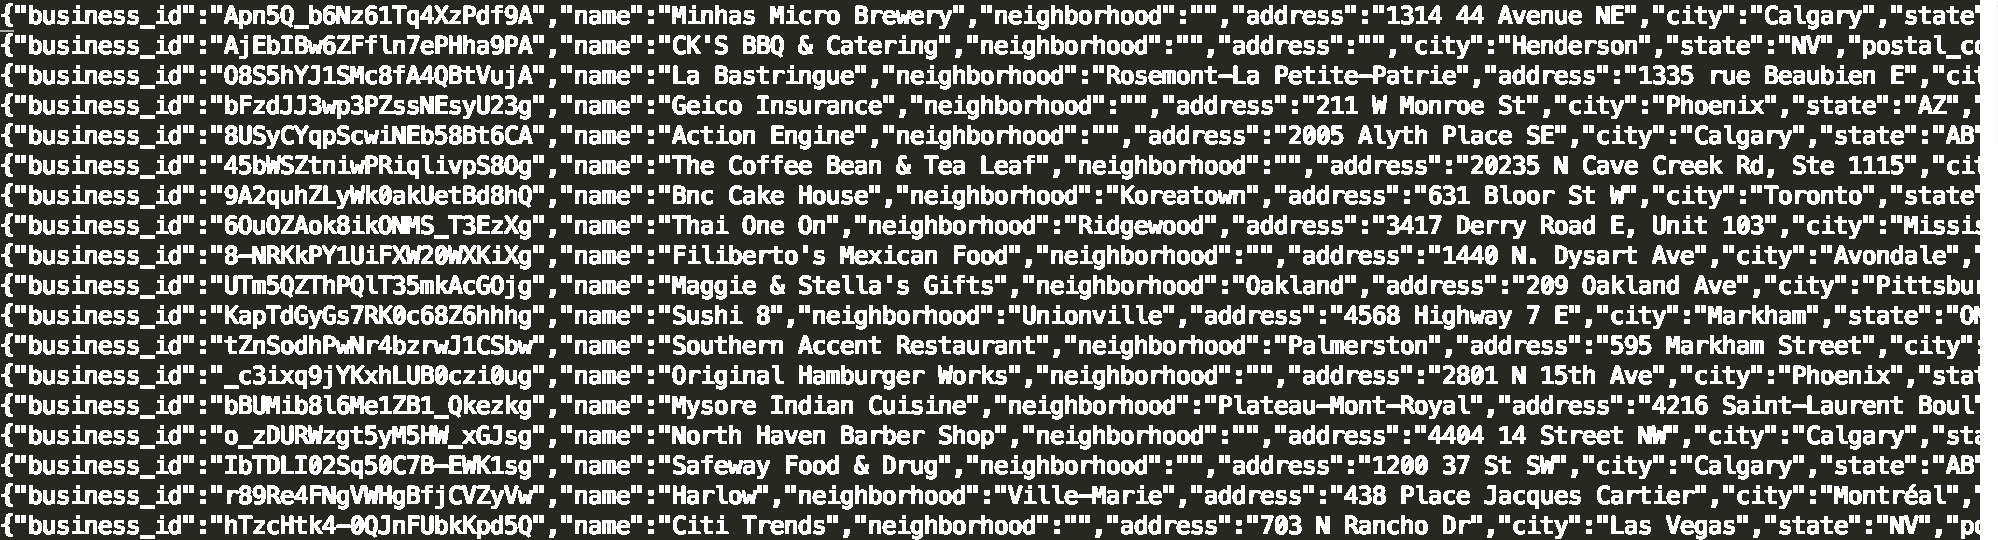 {"business_id":"Apn5Q_b6Nz61Tq4XzPdf9A","name":"Minhas Micro Brewery","neighborhood":"","address":"1314 44 Avenue NE","city":"Calgary","state"
{"business_id":"AjEbIBw6ZFfln7ePHha9PA","name":"CK'S BBQ & Catering","neighborhood":"","address":"","city":"Henderson","state":"NV","postal_co
{"business_id":"O8S5hYJ1SMc8fA4QBtVujA","name":"La Bastringue","neighborhood":"Rosemont-La Petite-Patrie","address":"1335 rue Beaubien E","cit
{"business_id":"bFzdJJ3wp3PZssNEsyU23g","name":"Geico Insurance","neighborhood":"","address":"211 W Monroe St","city":"Phoenix","state":"AZ","
{"business_id":"8USyCYqpScwiNEb58Bt6CA","name":"Action Engine","neighborhood":"","address":"2005 Alyth Place SE","city":"Calgary","state":"AB"
{"business_id":"45bWSZtniwPRiqlivpS8Og","name":"The Coffee Bean & Tea Leaf","neighborhood":"","address":"20235 N Cave Creek Rd, Ste 1115","cit
{"business_id":"9A2quhZLyWk0akUetBd8hQ","name":"Bnc Cake House","neighborhood":"Koreatown","address":"631 Bloor St W","city":"Toronto","state"
{"business_id":"6OuOZAok8ikONMS_T3EzXg","name":"Thai One On","neighborhood":"Ridgewood","address":"3417 Derry Road E, Unit 103","city":"Missis
{"business_id":"8-NRKkPY1UiFXW20WXKiXg","name":"Filiberto's Mexican Food","neighborhood":"","address":"1440 N. Dysart Ave","city":"Avondale","
{"business_id":"UTm5QZThPQlT35mkAcGOjg","name":"Maggie & Stella's Gifts","neighborhood":"Oakland","address":"209 Oakland Ave","city":"Pittsbur
{"business_id":"KapTdGyGs7RK0c68Z6hhhg","name":"Sushi 8","neighborhood":"Unionville","address":"4568 Highway 7 E","city":"Markham","state":"ON
{"business_id":"tZnSodhPwNr4bzrwJ1CSbw","name":"Southern Accent Restaurant","neighborhood":"Palmerston","address":"595 Markham Street","city":
{"business_id":"_c3ixq9jYKxhLUB0czi0ug","name":"Original Hamburger Works","neighborhood":"","address":"2801 N 15th Ave","city":"Phoenix","stat
{"business_id":"bBUMib8l6Me1ZB1_Qkezkg","name":"Mysore Indian Cuisine","neighborhood":"Plateau-Mont-Royal","address":"4216 Saint-Laurent Boul"
{"business_id":"o_zDURWzgt5yM5HW_xGJsg","name":"North Haven Barber Shop","neighborhood":"","address":"4404 14 Street NW","city":"Calgary","sta
{"business_id":"IbTDLI02Sq50C7B-EWK1sg","name":"Safeway Food & Drug","neighborhood":"","address":"1200 37 St SW","city":"Calgary","state":"AB"
{"business_id":"r89Re4FNgVWHgBfjCVZyVw","name":"Harlow","neighborhood":"Ville-Marie","address":"438 Place Jacques Cartier","city":"Montréal","
{"business_id":"hTzcHtk4-0QJnFUbkKpd5Q","name":"Citi Trends","neighborhood":"","address":"703 N Rancho Dr","city":"Las Vegas","state":"NV","po